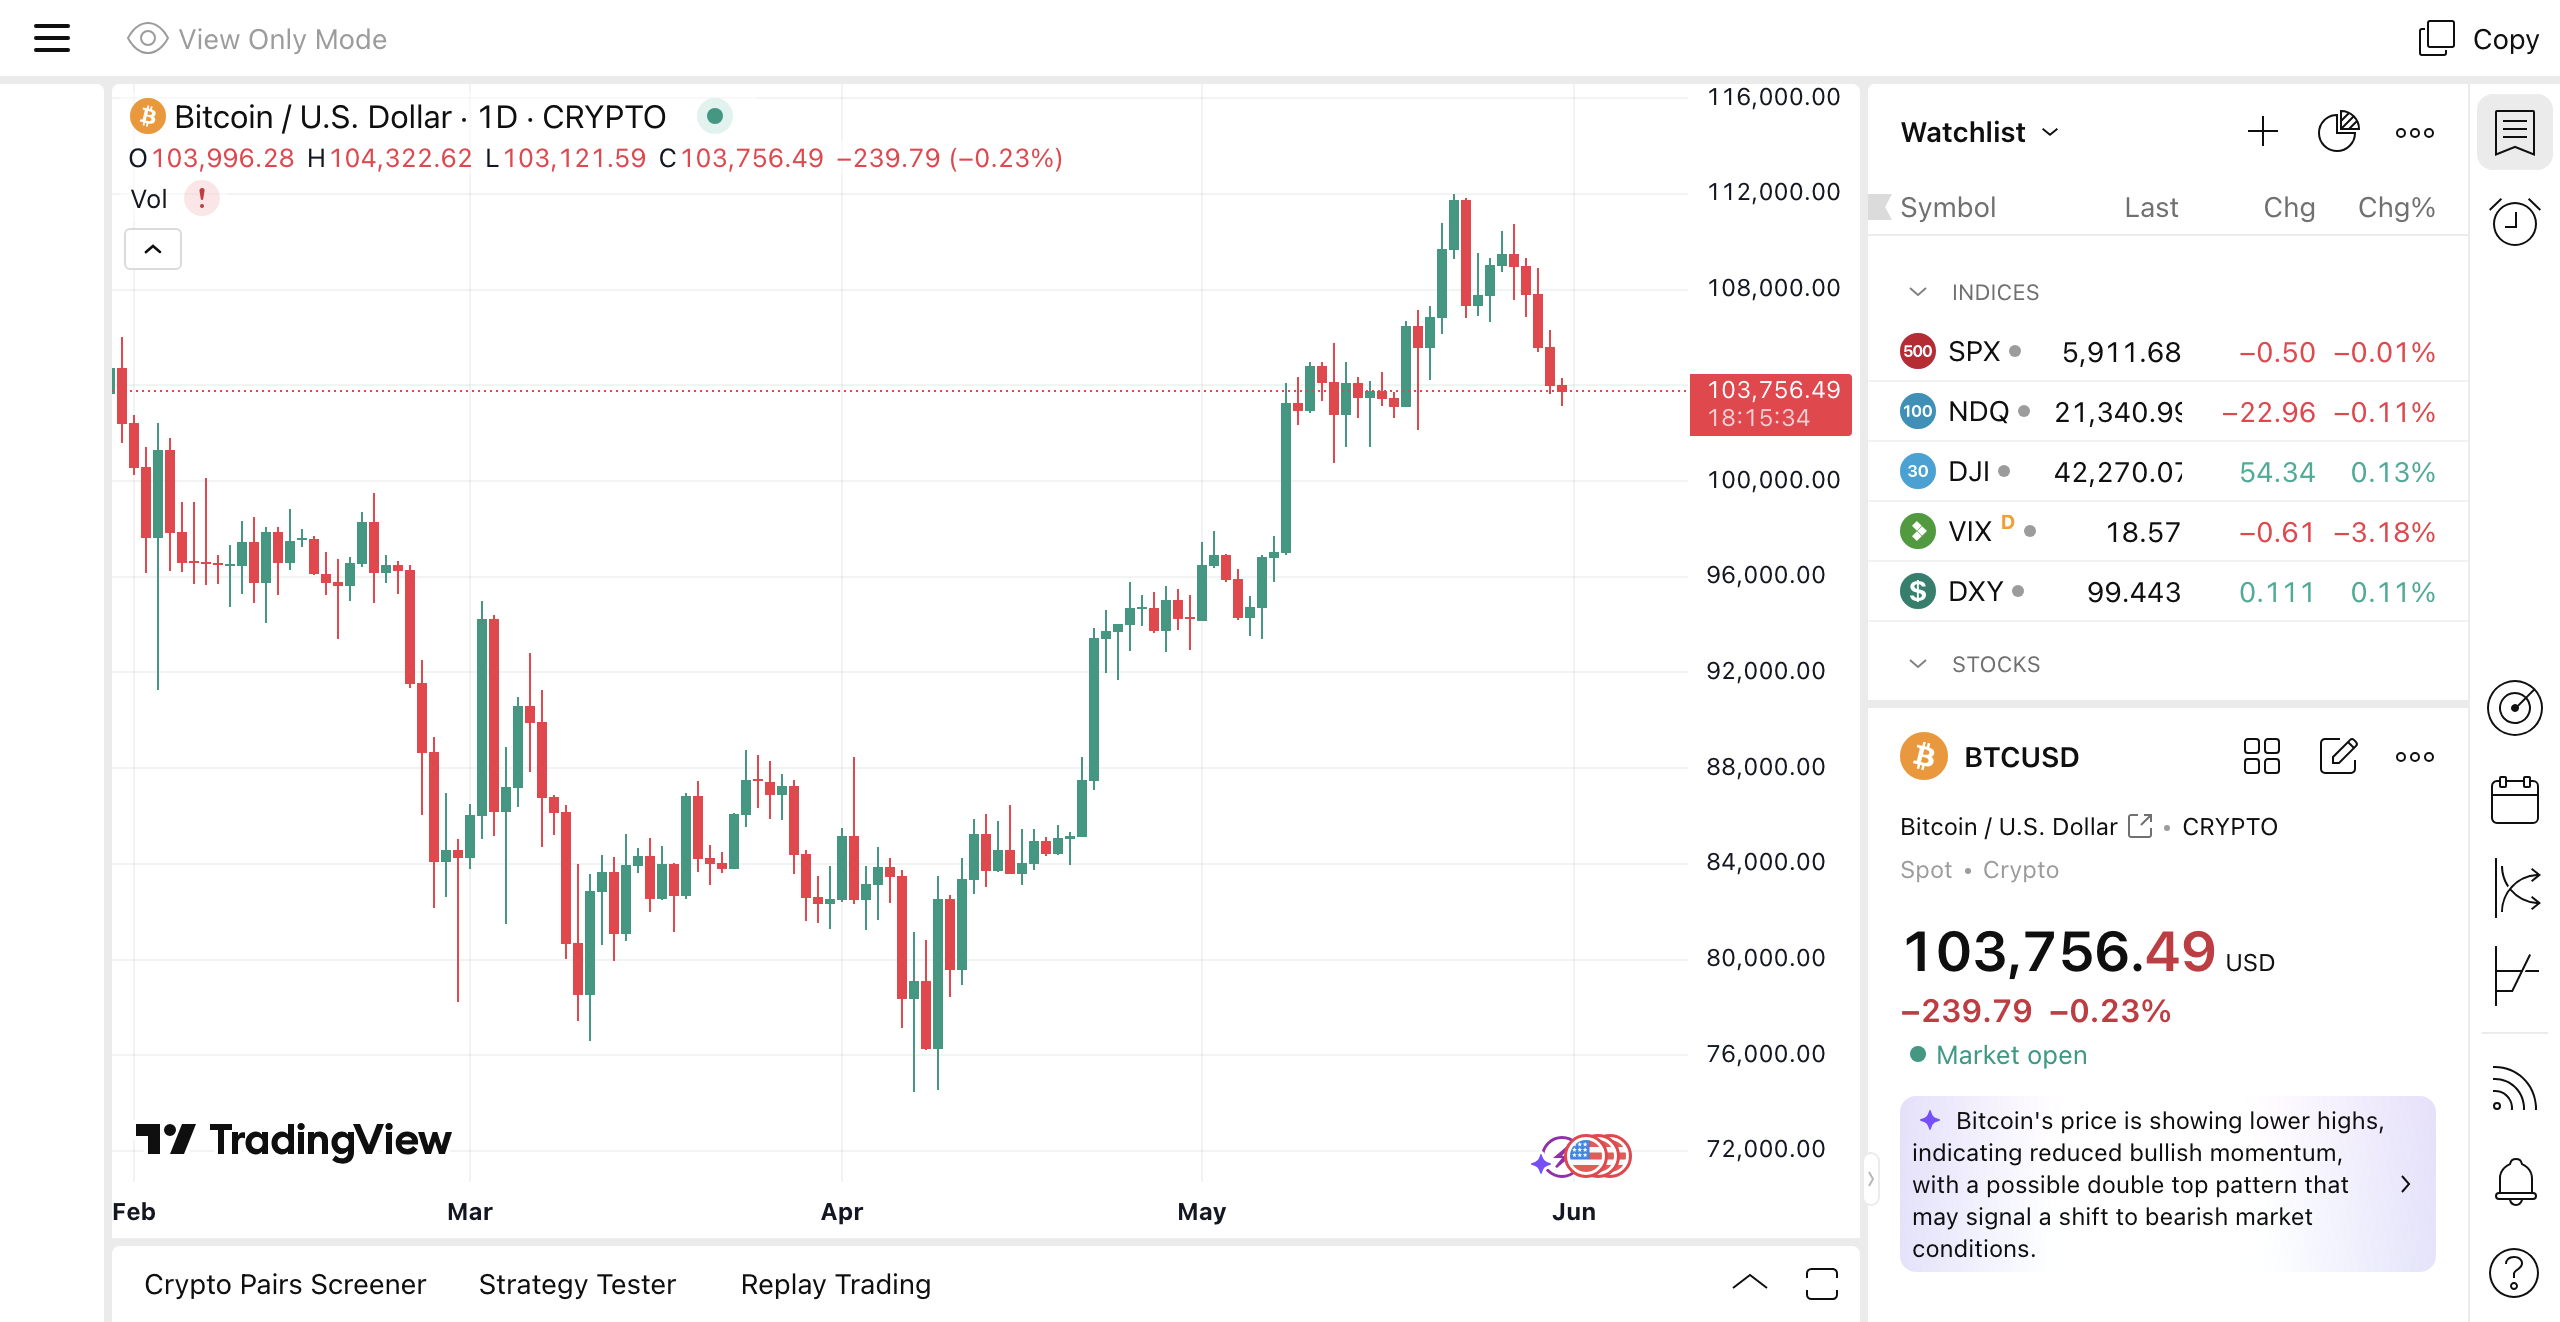 View Only Mode
Copy
Bitcoin / U.S. Dollar · 1D · CRYPTO
O103,996.28 H104,322.62 L103,121.59 C103,756.49 −239.79 (−0.23%)
Vol !
116,000.00
112,000.00
108,000.00
103,756.49
18:15:34
100,000.00
96,000.00
92,000.00
88,000.00
84,000.00
80,000.00
76,000.00
72,000.00
TradingView
Feb Mar Apr May Jun
Crypto Pairs Screener Strategy Tester Replay Trading
Watchlist
Symbol Last Chg Chg%
INDICES
500 SPX 5,911.68 −0.50 −0.01%
100 NDQ 21,340.99 −22.96 −0.11%
30 DJI 42,270.07 54.34 0.13%
VIX D 18.57 −0.61 −3.18%
$ DXY 99.443 0.111 0.11%
STOCKS
BTCUSD
Bitcoin / U.S. Dollar • CRYPTO
Spot • Crypto
103,756.49 USD
−239.79 −0.23%
Market open
Bitcoin's price is showing lower highs,
indicating reduced bullish momentum,
with a possible double top pattern that
may signal a shift to bearish market
conditions.